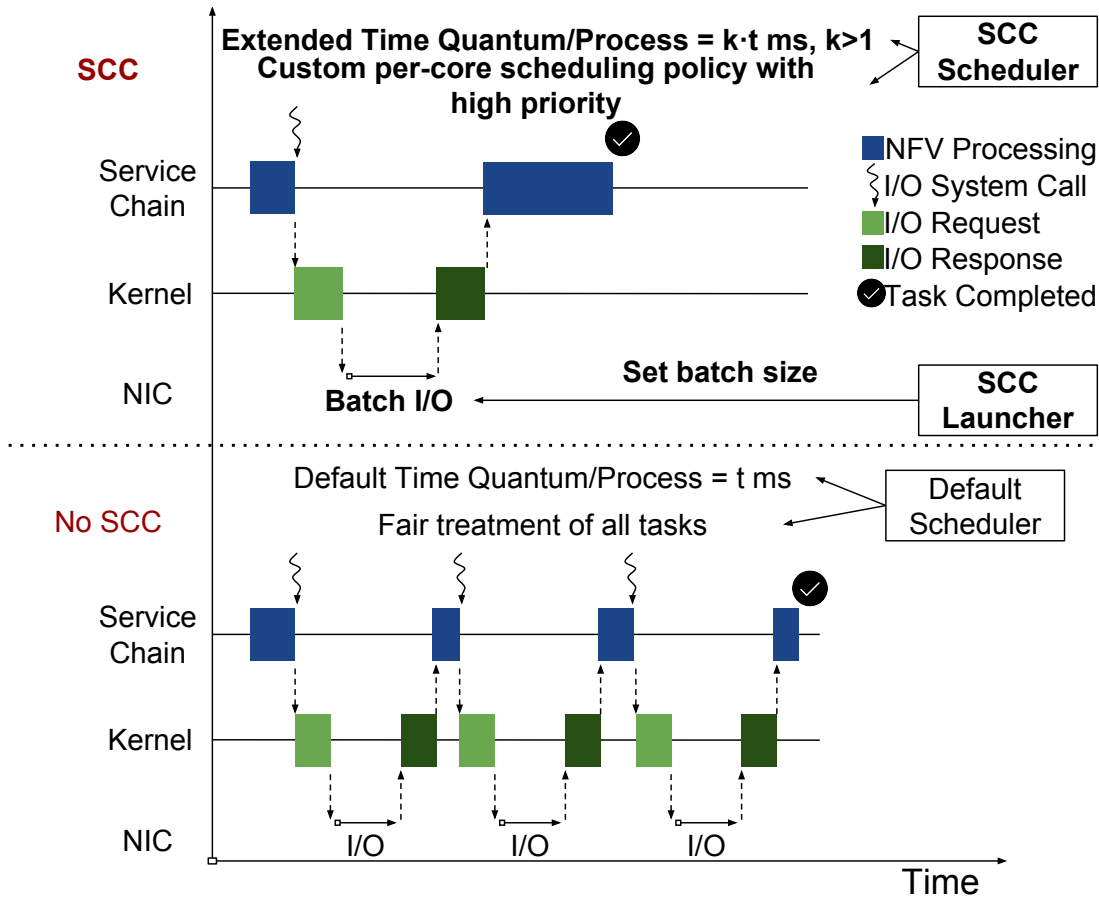 Extended Time Quantum/Process = k·t ms, k>1
Custom per-core scheduling policy with
high priority
SCC
Scheduler
SCC
Service
Chain
NFV Processing
I/O System Call
I/O Request
I/O Response
Task Completed
Kernel
NIC
Batch I/O
Set batch size
SCC
Launcher
Default Time Quantum/Process = t ms
Fair treatment of all tasks
Default
Scheduler
No SCC
Service
Chain
Kernel
NIC
I/O
I/O
I/O
Time